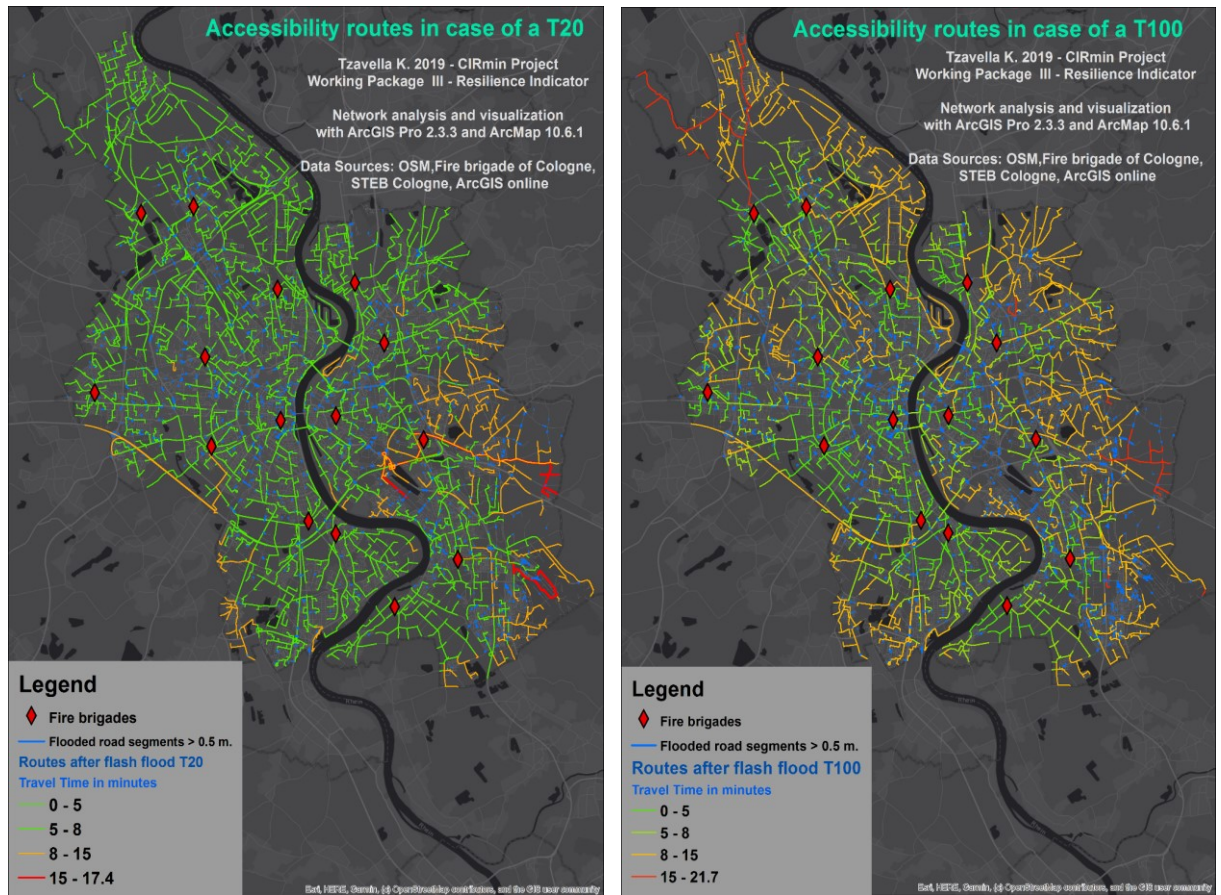 Accessibility routes in case of a T20
Tzavella K. 2019 - CIRmin Project
Working Package III - Resilience Indicator
Network analysis and visualization
with ArcGIS Pro 2.3.3 and ArcMap 10.6.1
Data Sources: OSM,Fire brigade of Cologne,
STEB Cologne, ArcGIS online
Legend
Fire brigades
Flooded road segments > 0.5 m.
Routes after flash flood T20
Travel Time in minutes
0 - 5
5 - 8
8 - 15
15 - 17.4
Esri, HERE, Garmin, (c) OpenStreetMap contributors, and the GIS user community
Accessibility routes in case of a T100
Tzavella K. 2019 - CIRmin Project
Working Package III - Resilience Indicator
Network analysis and visualization
with ArcGIS Pro 2.3.3 and ArcMap 10.6.1
Data Sources: OSM,Fire brigade of Cologne,
STEB Cologne, ArcGIS online
Legend
Fire brigades
Flooded road segments > 0.5 m.
Routes after flash flood T100
Travel Time in minutes
0 - 5
5 - 8
8 - 15
15 - 21.7
Esri, HERE, Garmin, (c) OpenStreetMap contributors, and the GIS user community